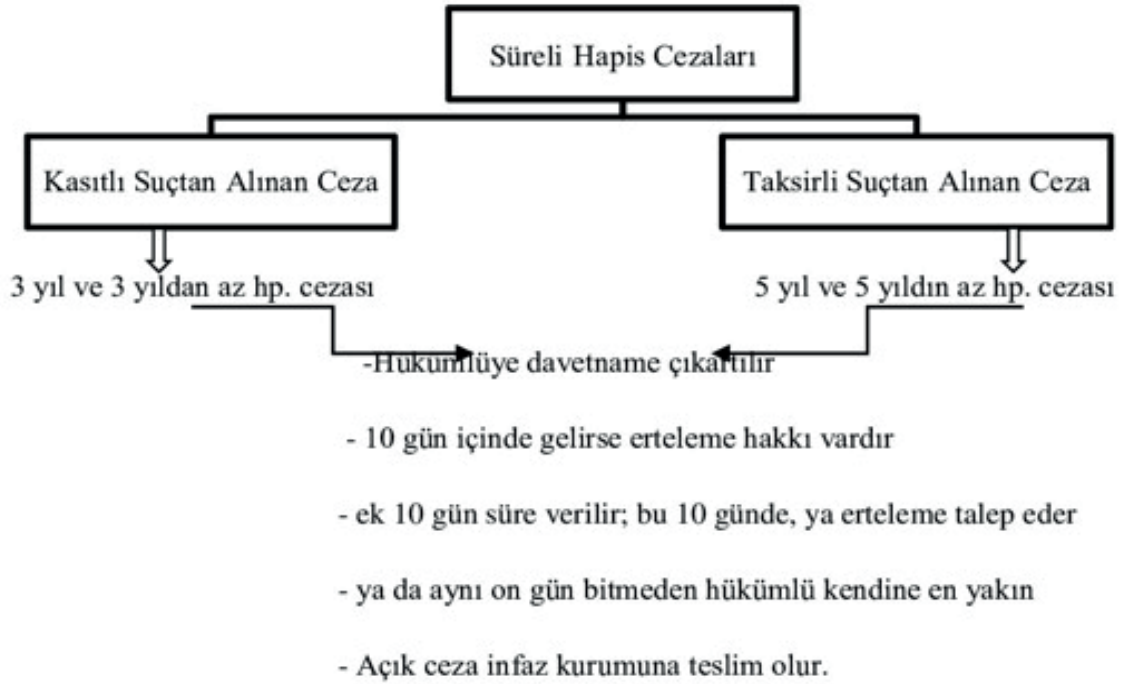 Süreli Hapis Cezaları
Kasıtlı Suçtan Alınan Ceza
Taksirli Suçtan Alınan Ceza
3 yıl ve 3 yıldan az hp. cezası
5 yıl ve 5 yıldın az hp. cezası
-Hükümlüye davetname çıkartılır
- 10 gün içinde gelirse erteleme hakkı vardır
- ek 10 gün süre verilir; bu 10 günde, ya erteleme talep eder
- ya da aynı on gün bitmeden hükümlü kendine en yakın
- Açık ceza infaz kurumuna teslim olur.